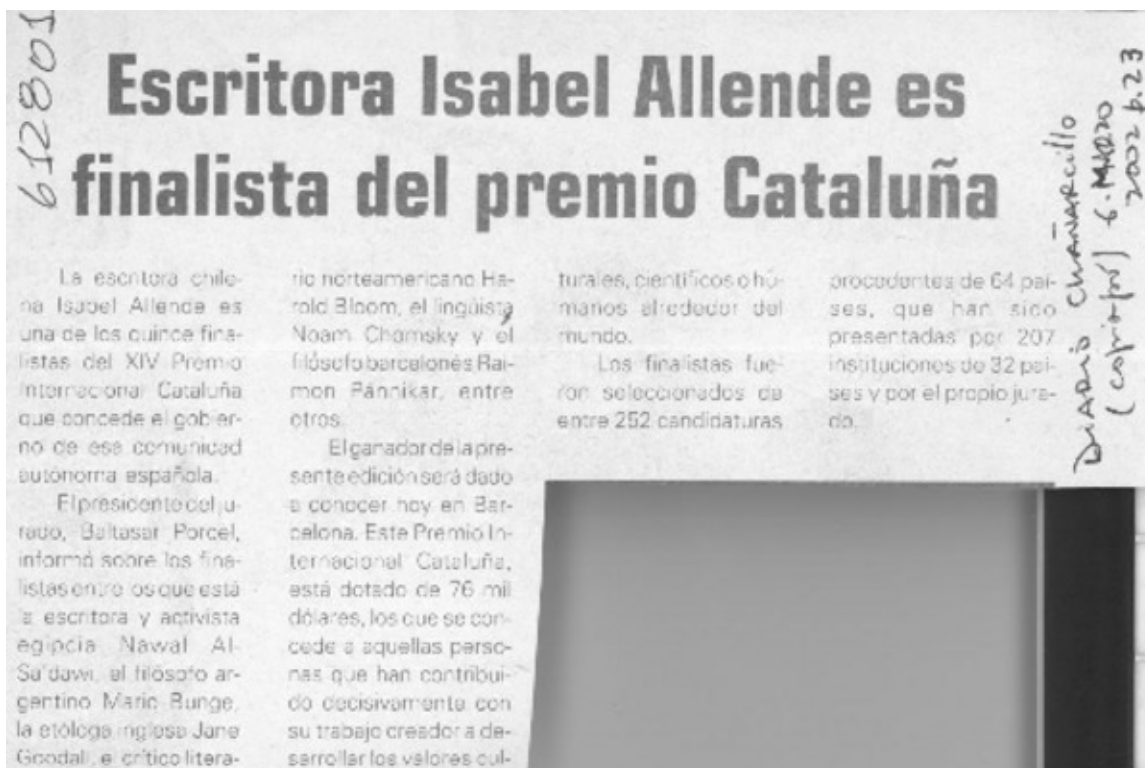 Escritora Isabel Allende es
finalista del premio Cataluña
La escritora chile-
na Isabel Allende es
una de los quince fina-
listas del XIV Premio
Internacional Cataluña
que concede el gobier-
no de esa comunidad
autónoma española.
El presidente del ju-
rado, Baltasar Porcel,
informó sobre los fina-
listas entre los que está
la escritora y activista
egipcia Nawal Al-
Sa'dawi, el filósofo ar-
gentino Mario Bunge,
la etóloga inglesa Jane
Goodall, el crítico litera-
rio norteamericano Ha-
rold Bloom, el lingüista
Noam Chomsky y el
filósofo barcelonés Rai-
mon Pánnikar, entre
otros.
El ganador de la pre-
sente edición será dado
a conocer hoy en Bar-
celona. Este Premio In-
ternacional Cataluña,
está dotado de 76 mil
dólares, los que se con-
cede a aquellas perso-
nas que han contribui-
do decisivamente con
su trabajo creador a de-
sarrollar los valores cul-
turales, científicos o hu-
manos alrededor del
mundo.
Los finalistas fue-
ron seleccionados de
entre 252 candidaturas
procedentes de 64 paí-
ses, que han sido
presentadas por 207
instituciones de 32 paí-
ses y por el propio jura-
do.
612801
DIARIO CHAÑARCILLO
(Copiapó) 6. MARZO
2002 p.23